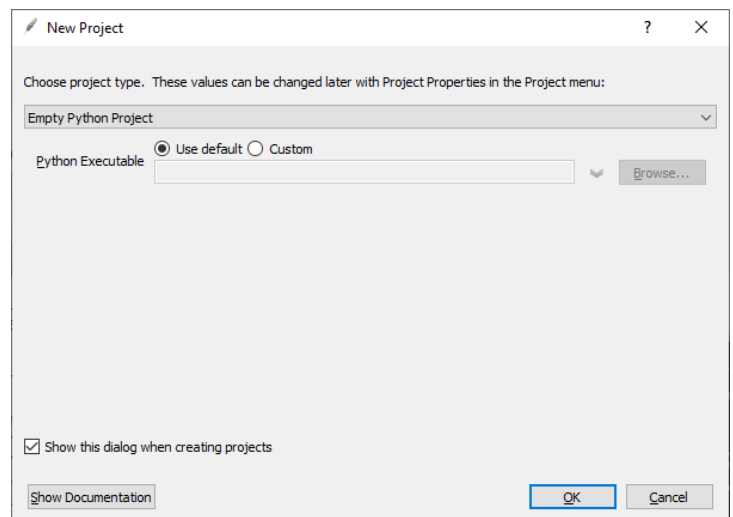 New Project
Choose project type.  These values can be changed later with Project Properties in the Project menu:
Empty Python Project
Use default Custom
Python Executable
Browse...
Show this dialog when creating projects
Show Documentation OK Cancel